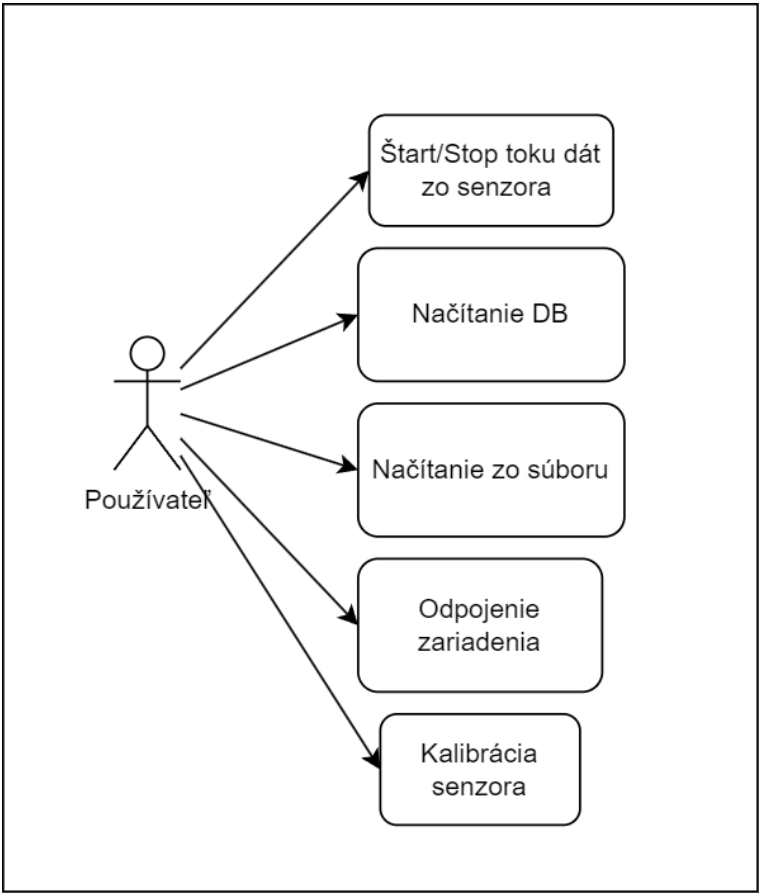 Štart/Stop toku dát
zo senzora
Načítanie DB
Načítanie zo súboru
Používateľ
Odpojenie
zariadenia
Kalibrácia
senzora